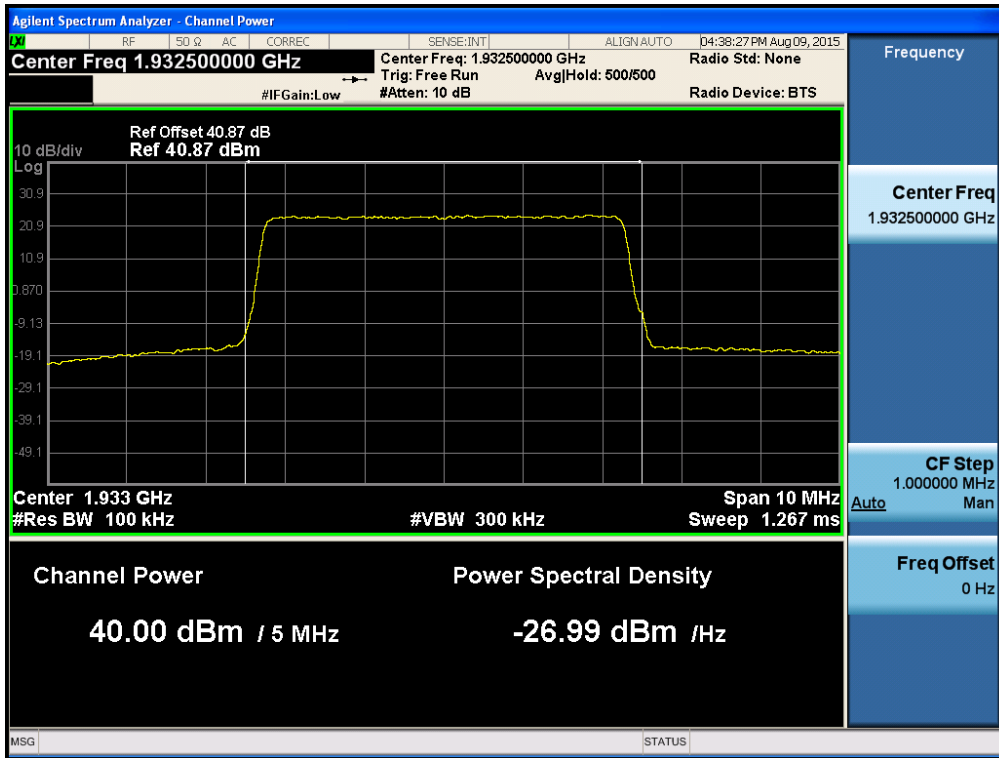 Agilent Spectrum Analyzer - Channel Power
LXI RF 50 Ω AC CORREC SENSE:INT ALIGN AUTO 04:38:27 PM Aug 09, 2015
Center Freq 1.932500000 GHz
Center Freq: 1.932500000 GHz Radio Std: None
Trig: Free Run Avg|Hold: 500/500
#IFGain:Low #Atten: 10 dB Radio Device: BTS
Ref Offset 40.87 dB
10 dB/div Ref 40.87 dBm
Log
30.9
20.9
10.9
0.870
-9.13
-19.1
-29.1
-39.1
-49.1
Center 1.933 GHz Span 10 MHz
#Res BW 100 kHz #VBW 300 kHz Sweep 1.267 ms
Channel Power Power Spectral Density
40.00 dBm / 5 MHz -26.99 dBm /Hz
MSG STATUS
Frequency
Center Freq
1.932500000 GHz
CF Step
1.000000 MHz
Auto Man
Freq Offset
0 Hz